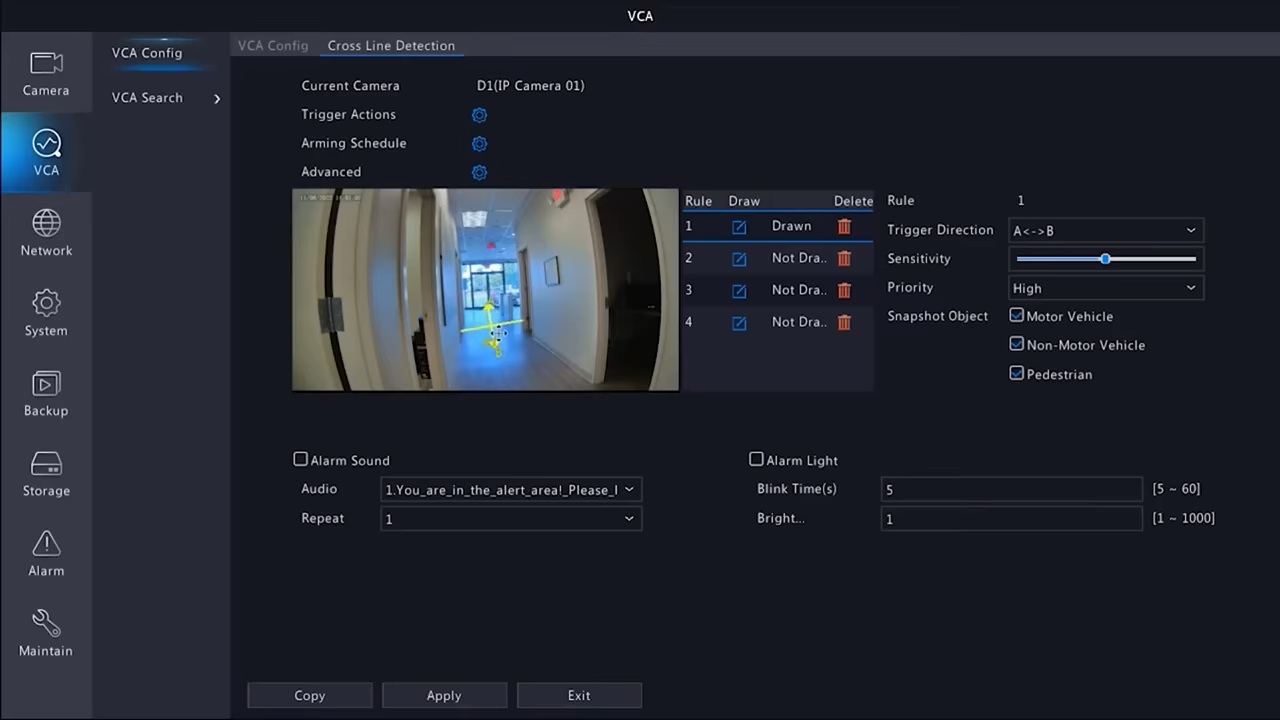 VCA
Camera
VCA
Network
System
Backup
Storage
Alarm
Maintain
VCA Config
VCA Search
VCA Config
Cross Line Detection
Current Camera D1(IP Camera 01)
Trigger Actions
Arming Schedule
Advanced
Rule Draw Delete
1 Drawn
2 Not Dra..
3 Not Dra..
4 Not Dra..
Rule 1
Trigger Direction A<->B
Sensitivity
Priority High
Snapshot Object Motor Vehicle
Non-Motor Vehicle
Pedestrian
Alarm Sound
Audio 1.You_are_in_the_alert_area!_Please_l
Repeat 1
Alarm Light
Blink Time(s) 5 [5 ~ 60]
Bright... 1 [1 ~ 1000]
Copy Apply Exit